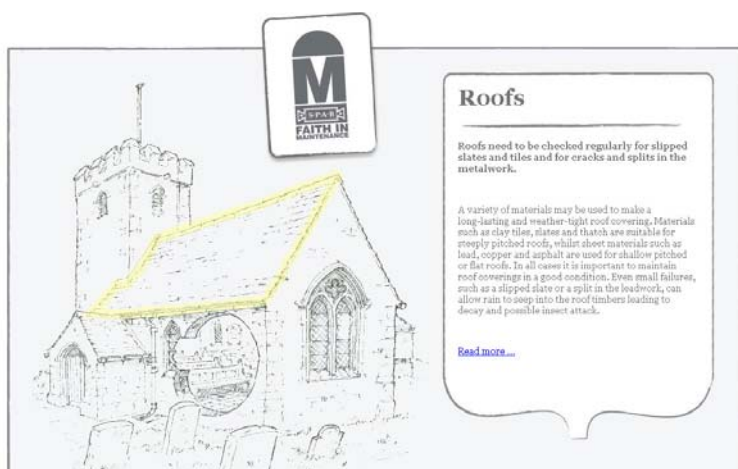 M
S·P·A·B
FAITH IN
MAINTENANCE
Roofs
Roofs need to be checked regularly for slipped
slates and tiles and for cracks and splits in the
metalwork.
A variety of materials may be used to make a
long-lasting and weather-tight roof covering. Materials
such as clay tiles, slates and thatch are suitable for
steeply pitched roofs, whilst sheet materials such as
lead, copper and asphalt are used for shallow pitched
or flat roofs. In all cases it is important to maintain
roof coverings in a good condition. Even small failures,
such as a slipped slate or a split in the leadwork, can
allow rain to seep into the roof timbers leading to
decay and possible insect attack.
Read more ...